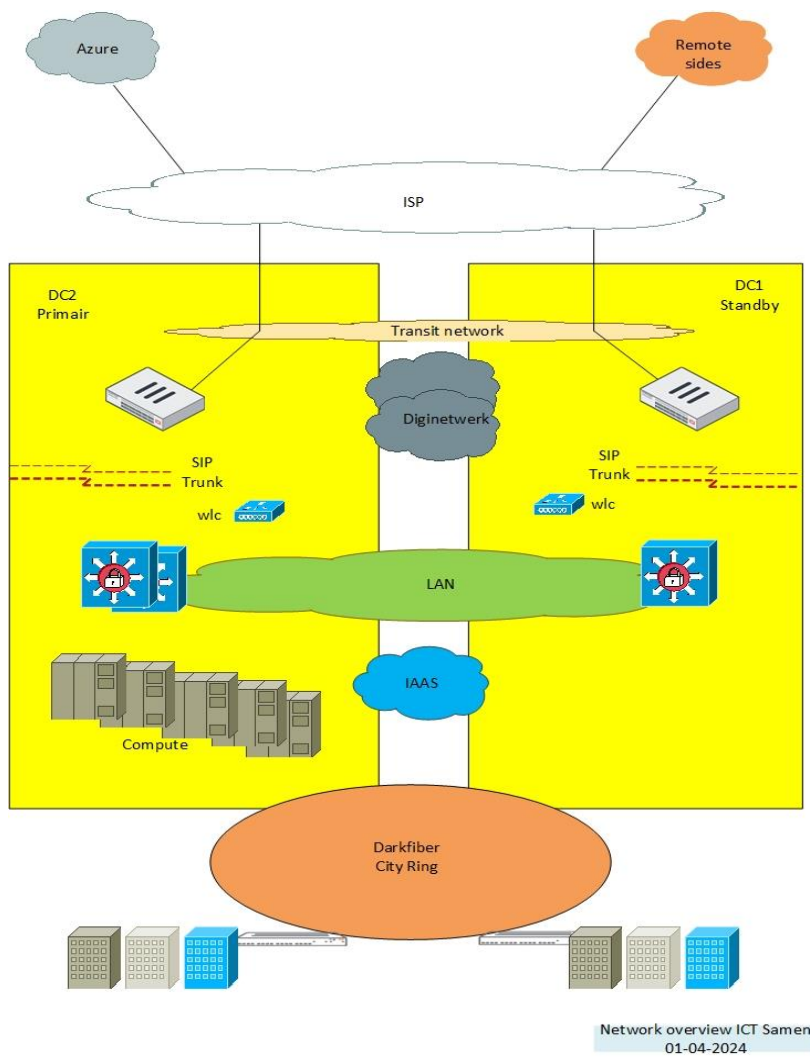 Azure
Remote
sides
ISP
DC2
Primair
DC1
Standby
Transit network
Diginetwerk
SIP
Trunk
SIP
Trunk
wlc
wlc
LAN
IAAS
Compute
Darkfiber
City Ring
Network overview ICT Samen
01-04-2024